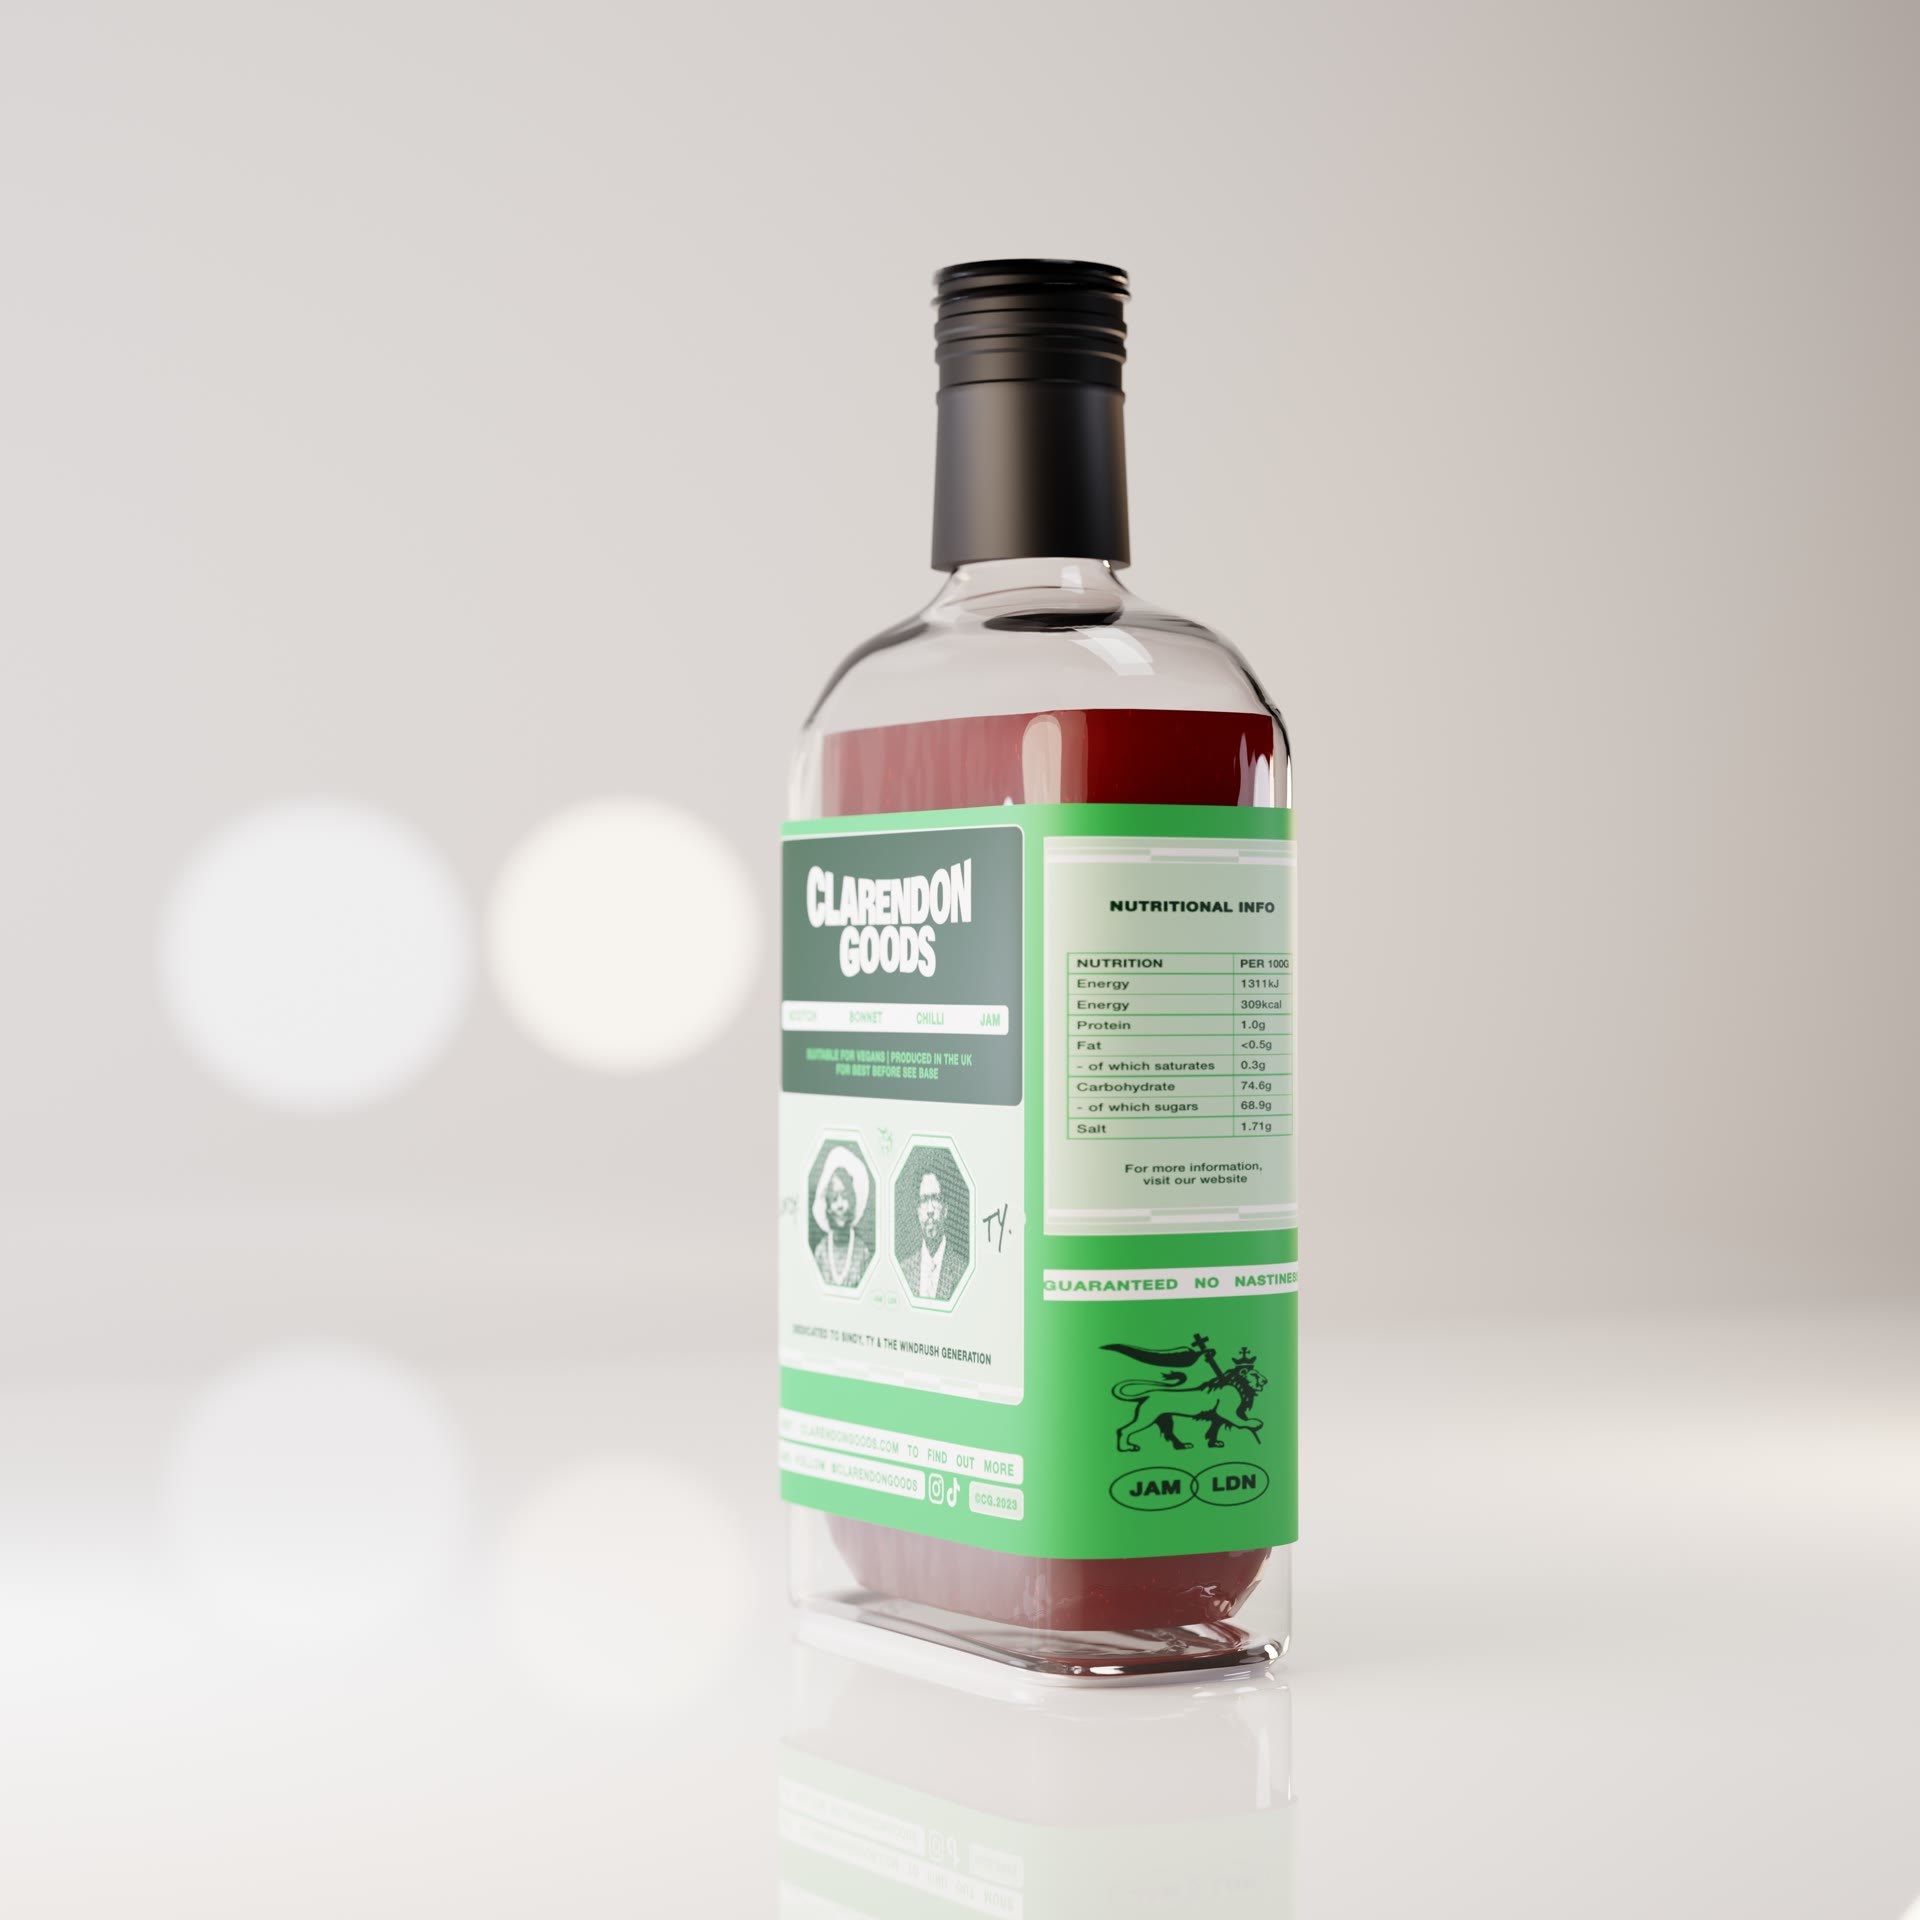 CLARENDON
GOODS
SCOTCH BONNET CHILLI JAM
SUITABLE FOR VEGANS | PRODUCED IN THE UK
FOR BEST BEFORE SEE BASE
TY.
JAM LDN
DEDICATED TO BINDY, TY & THE WINDRUSH GENERATION
CLARENDONGOODS.COM TO FIND OUT MORE
FOLLOW @CLARENDONGOODS
©CG.2023
NUTRITIONAL INFO
NUTRITION PER 100G
Energy 1311kJ
Energy 309kcal
Protein 1.0g
Fat <0.5g
- of which saturates 0.3g
Carbohydrate 74.6g
- of which sugars 68.9g
Salt 1.71g
For more information,
visit our website
GUARANTEED NO NASTINESS
JAM LDN